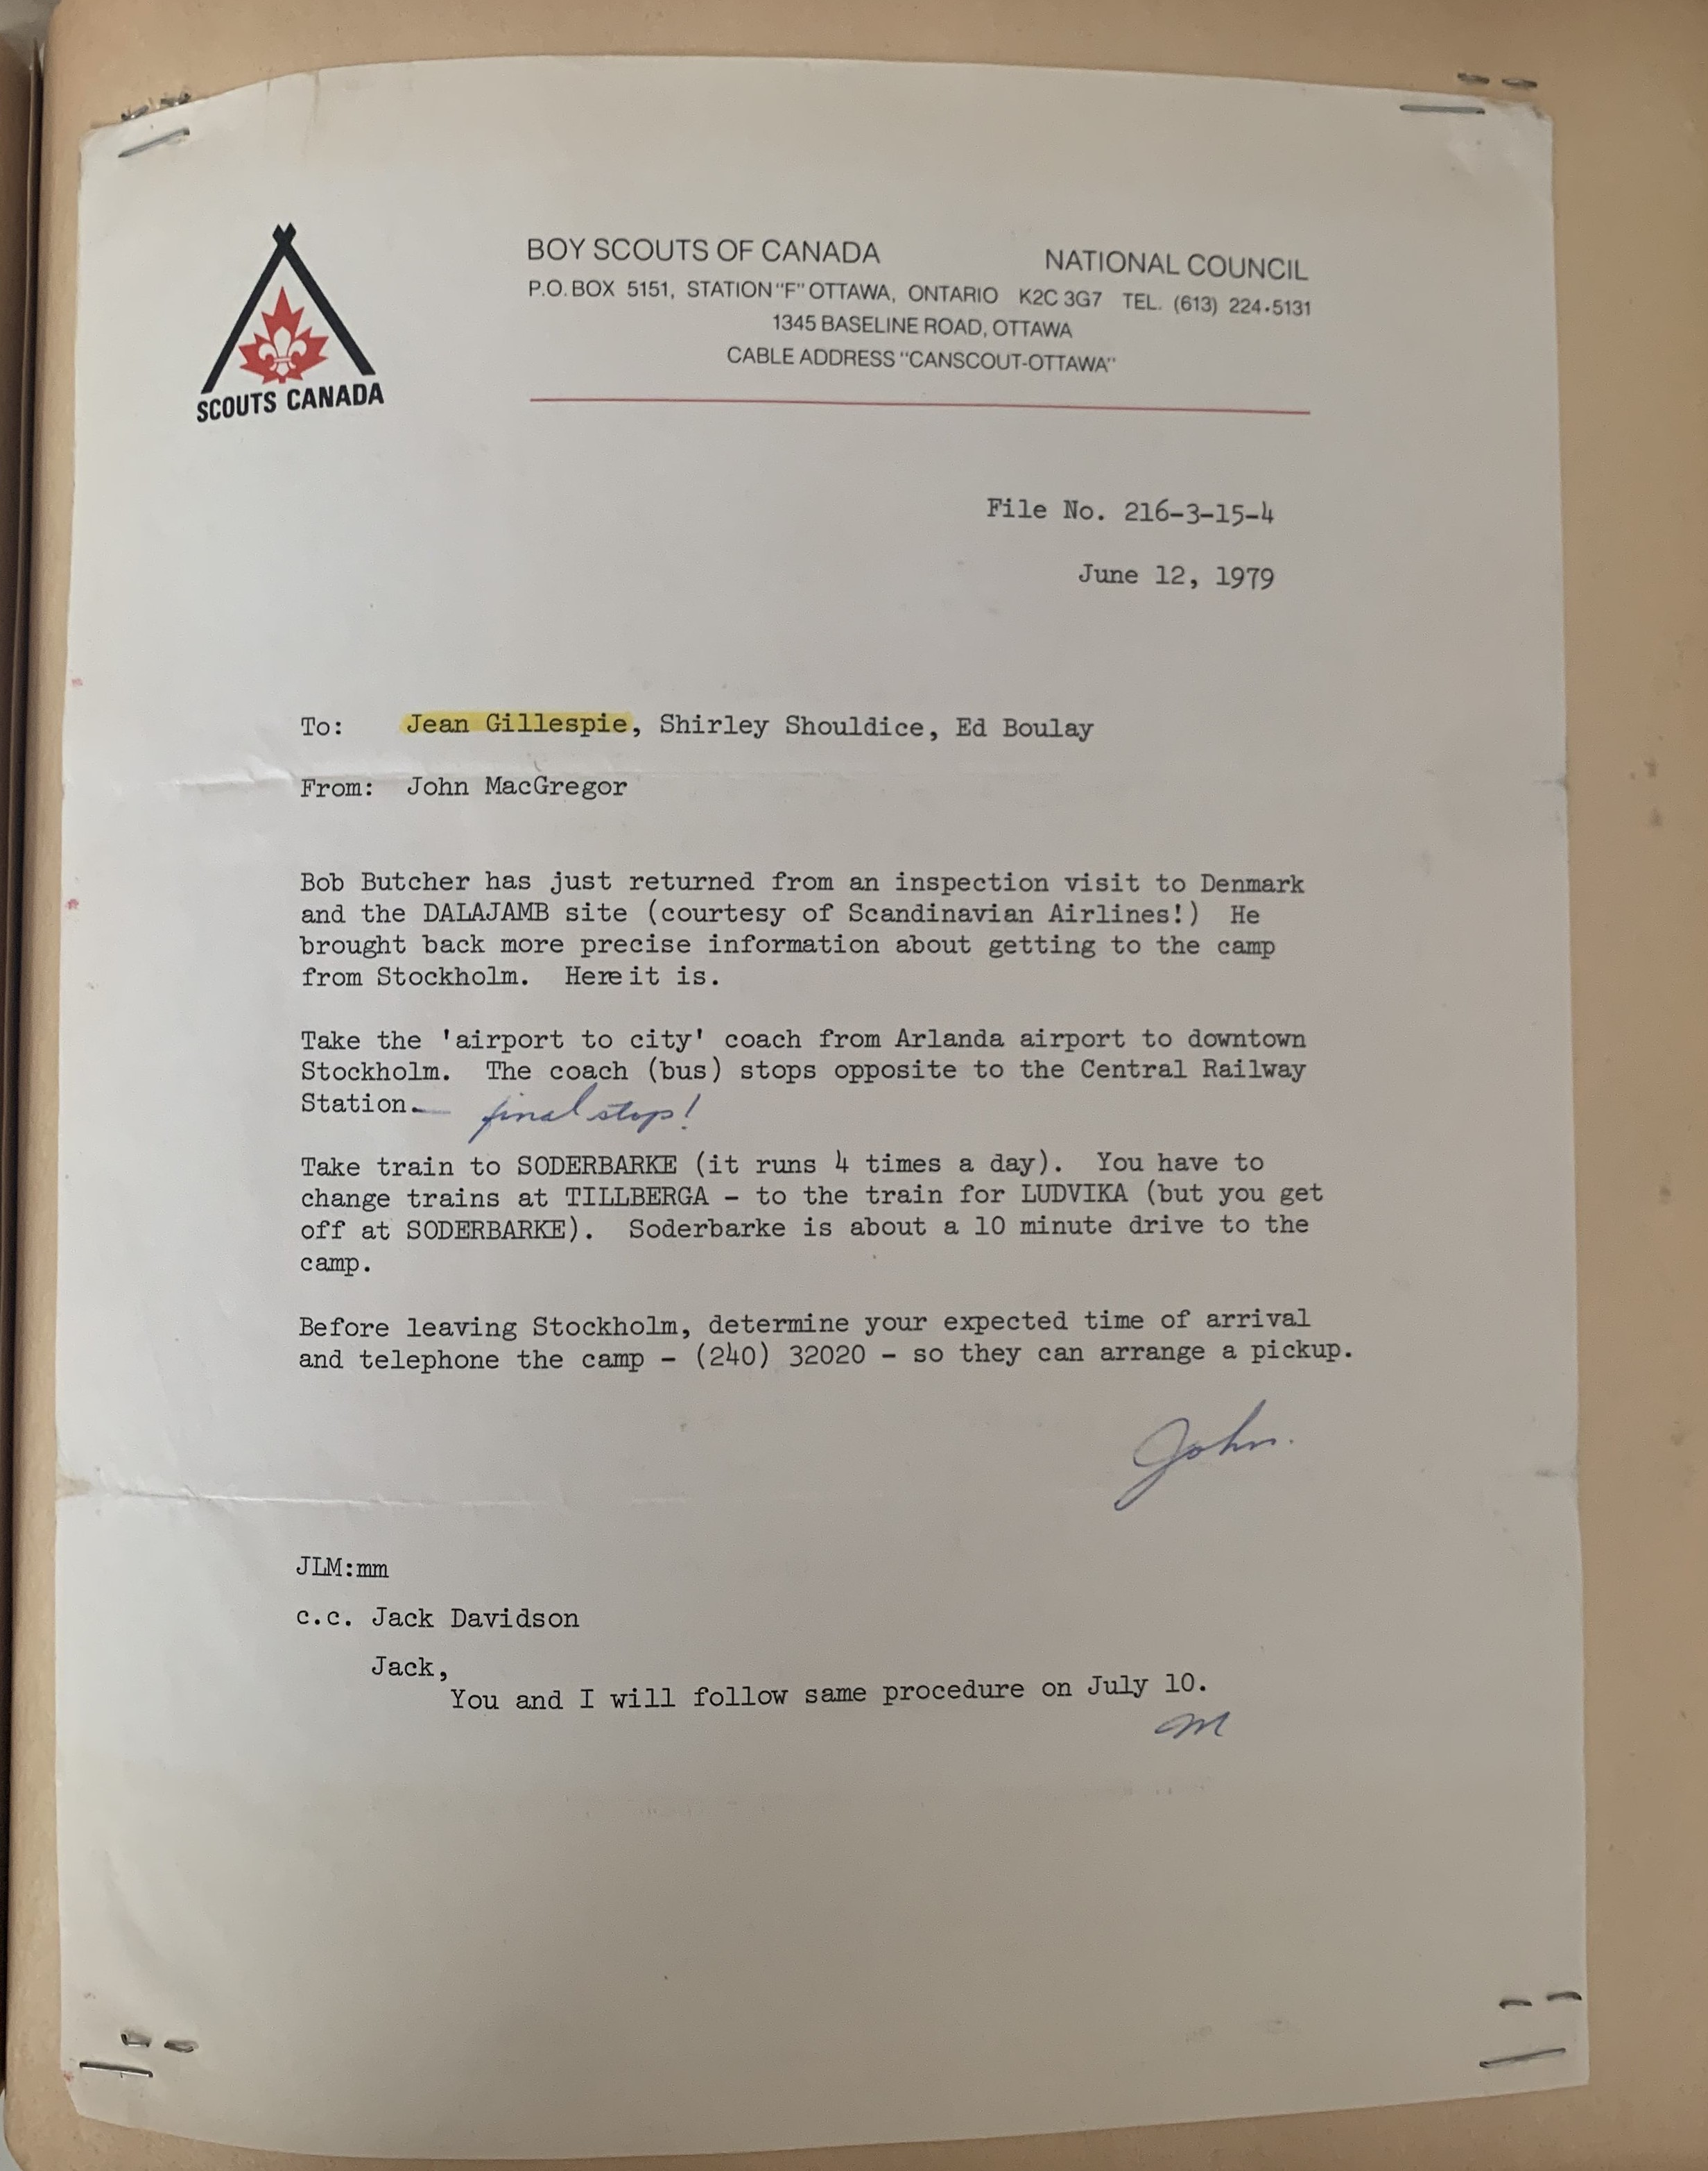 SCOUTS CANADA
BOY SCOUTS OF CANADA NATIONAL COUNCIL
P.O. BOX 5151, STATION "F" OTTAWA, ONTARIO K2C 3G7 TEL. (613) 224-5131
1345 BASELINE ROAD, OTTAWA
CABLE ADDRESS "CANSCOUT-OTTAWA"
File No. 216-3-15-4
June 12, 1979
To: Jean Gillespie, Shirley Shouldice, Ed Boulay
From: John MacGregor
Bob Butcher has just returned from an inspection visit to Denmark
and the DALAJAMB site (courtesy of Scandinavian Airlines!) He
brought back more precise information about getting to the camp
from Stockholm. Here it is.
Take the 'airport to city' coach from Arlanda airport to downtown
Stockholm. The coach (bus) stops opposite to the Central Railway
Station. — final stop!
Take train to SODERBARKE (it runs 4 times a day). You have to
change trains at TILLBERGA - to the train for LUDVIKA (but you get
off at SODERBARKE). Soderbarke is about a 10 minute drive to the
camp.
Before leaving Stockholm, determine your expected time of arrival
and telephone the camp - (240) 32020 - so they can arrange a pickup.
John.
JLM:mm
c.c. Jack Davidson
Jack,
You and I will follow same procedure on July 10.
M